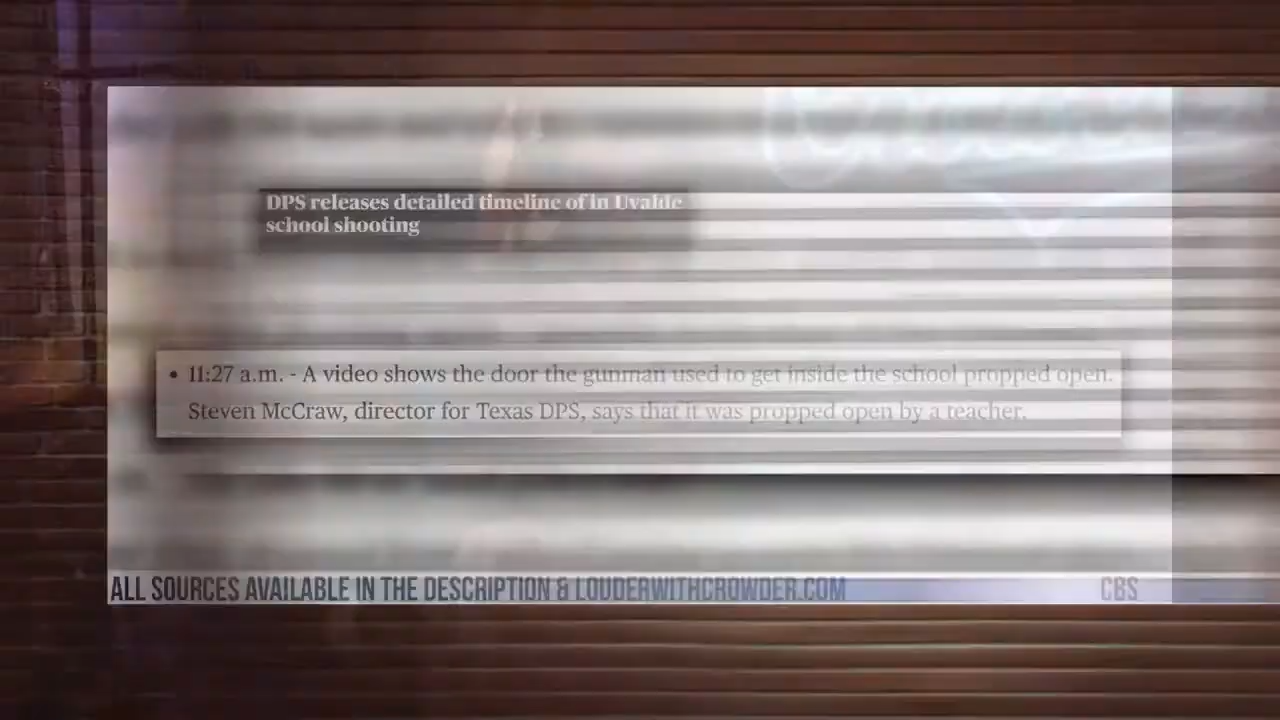 DPS releases detailed timeline of in Uvalde
school shooting
• 11:27 a.m. - A video shows the door the gunman used to get inside the school propped open.
Steven McCraw, director for Texas DPS, says that it was propped open by a teacher.
ALL SOURCES AVAILABLE IN THE DESCRIPTION & LOUDERWITHCROWDER.COM
CBS